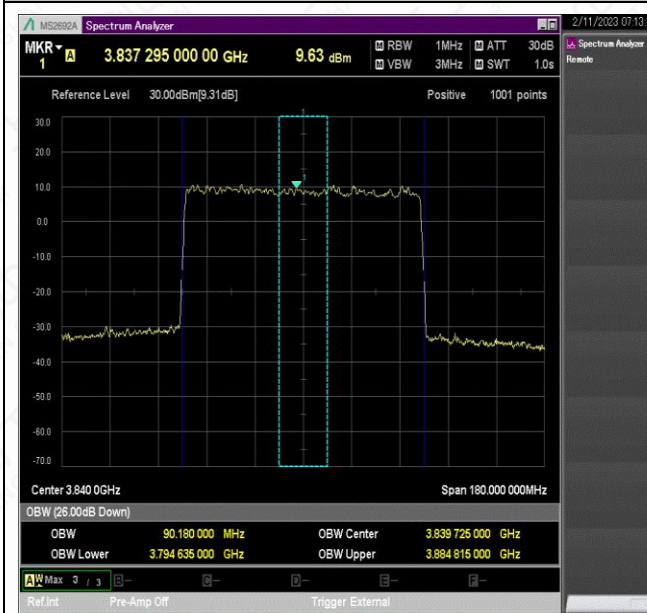 MS2692A Spectrum Analyzer
2/11/2023 07:13:
MKR A 3.837 295 000 00 GHz 9.63 dBm M RBW 1MHz M ATT 30dB
1 M VBW 3MHz M SWT 1.0s
Spectrum Analyzer
Remote
Reference Level 30.00dBm[9.31dB] Positive 1001 points
1
30.0
20.0
10.0
1
0.0
-10.0
-20.0
-30.0
-40.0
-50.0
-60.0
-70.0
Center 3.840 0GHz Span 180.000 000MHz
OBW (26.00dB Down)
OBW 90.180 000 MHz OBW Center 3.839 725 000 GHz
OBW Lower 3.794 635 000 GHz OBW Upper 3.884 815 000 GHz
A W Max 3 / 3 B- C- D- E- F-
Ref.Int Pre-Amp Off Trigger External